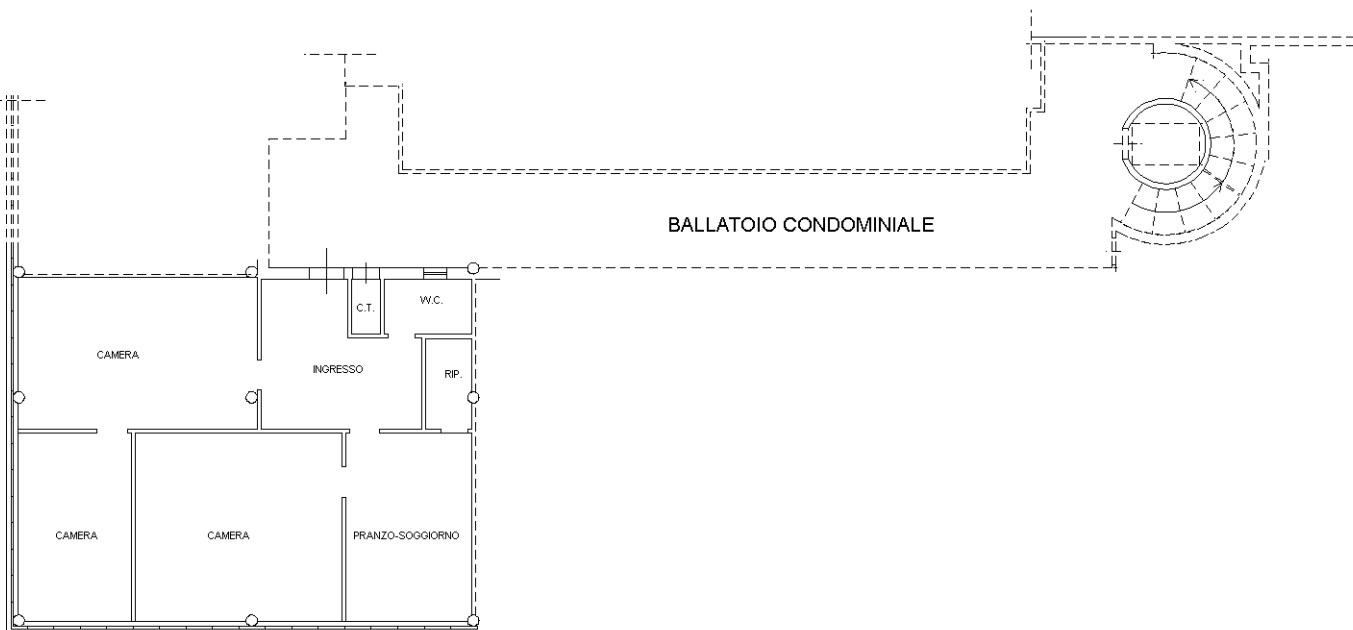 BALLATOIO CONDOMINIALE
C.T.
W.C.
CAMERA
INGRESSO
RIP.
CAMERA
CAMERA
PRANZO-SOGGIORNO